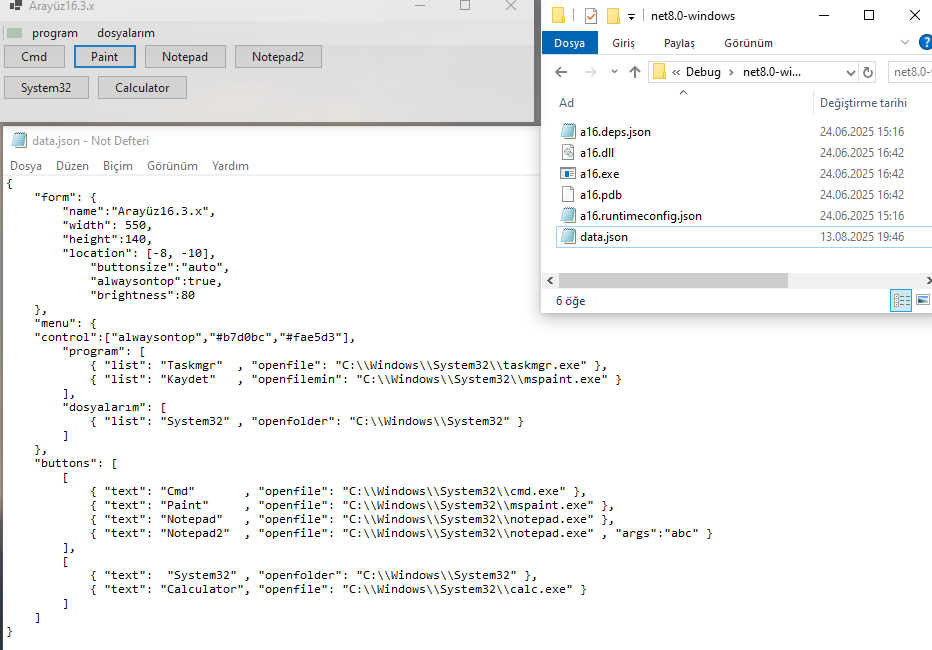 Arayüz16.3.x
program dosyalarım
Cmd Paint Notepad Notepad2
System32 Calculator
net8.0-windows
Dosya Giriş Paylaş Görünüm
« Debug › net8.0-wi...
net8.0-
Ad Değiştirme tarihi
a16.deps.json 24.06.2025 15:16
a16.dll 24.06.2025 16:42
a16.exe 24.06.2025 16:42
a16.pdb 24.06.2025 16:42
a16.runtimeconfig.json 24.06.2025 15:16
data.json 13.08.2025 19:46
6 öğe
data.json - Not Defteri
Dosya Düzen Biçim Görünüm Yardım
{
    "form": {
        "name":"Arayüz16.3.x",
        "width": 550,
        "height":140,
        "location": [-8, -10],
            "buttonsize":"auto",
            "alwaysontop":true,
            "brightness":80
    },
    "menu": {
    "control":["alwaysontop","#b7d0bc","#fae5d3"],
        "program": [
            { "list": "Taskmgr"  , "openfile": "C:\\Windows\\System32\\taskmgr.exe" },
            { "list": "Kaydet"   , "openfilemin": "C:\\Windows\\System32\\mspaint.exe" }
        ],
        "dosyalarım": [
            { "list": "System32" , "openfolder": "C:\\Windows\\System32" }
        ]
    },
    "buttons": [
        [
            { "text": "Cmd"       , "openfile": "C:\\Windows\\System32\\cmd.exe" },
            { "text": "Paint"     , "openfile": "C:\\Windows\\System32\\mspaint.exe" },
            { "text": "Notepad"   , "openfile": "C:\\Windows\\System32\\notepad.exe" },
            { "text": "Notepad2"  , "openfile": "C:\\Windows\\System32\\notepad.exe" , "args":"abc" }
        ],
        [
            { "text":  "System32" , "openfolder": "C:\\Windows\\System32" },
            { "text": "Calculator", "openfile": "C:\\Windows\\System32\\calc.exe" }
        ]
    ]
}